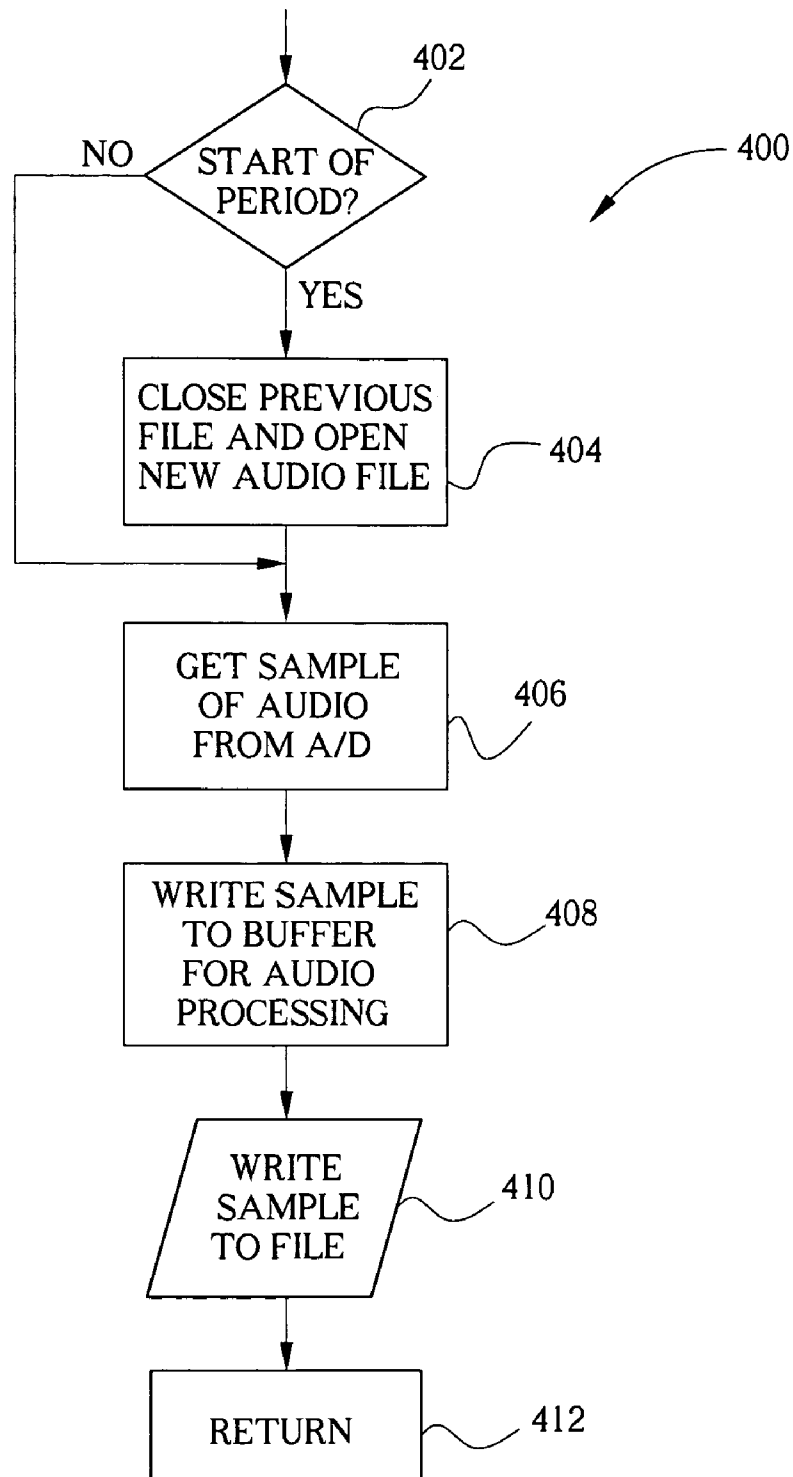 402
START OF
PERIOD?
NO
400
YES
CLOSE PREVIOUS
FILE AND OPEN
NEW AUDIO FILE
404
GET SAMPLE
OF AUDIO
FROM A/D
406
WRITE SAMPLE
TO BUFFER
FOR AUDIO
PROCESSING
408
WRITE
SAMPLE
TO FILE
410
RETURN
412